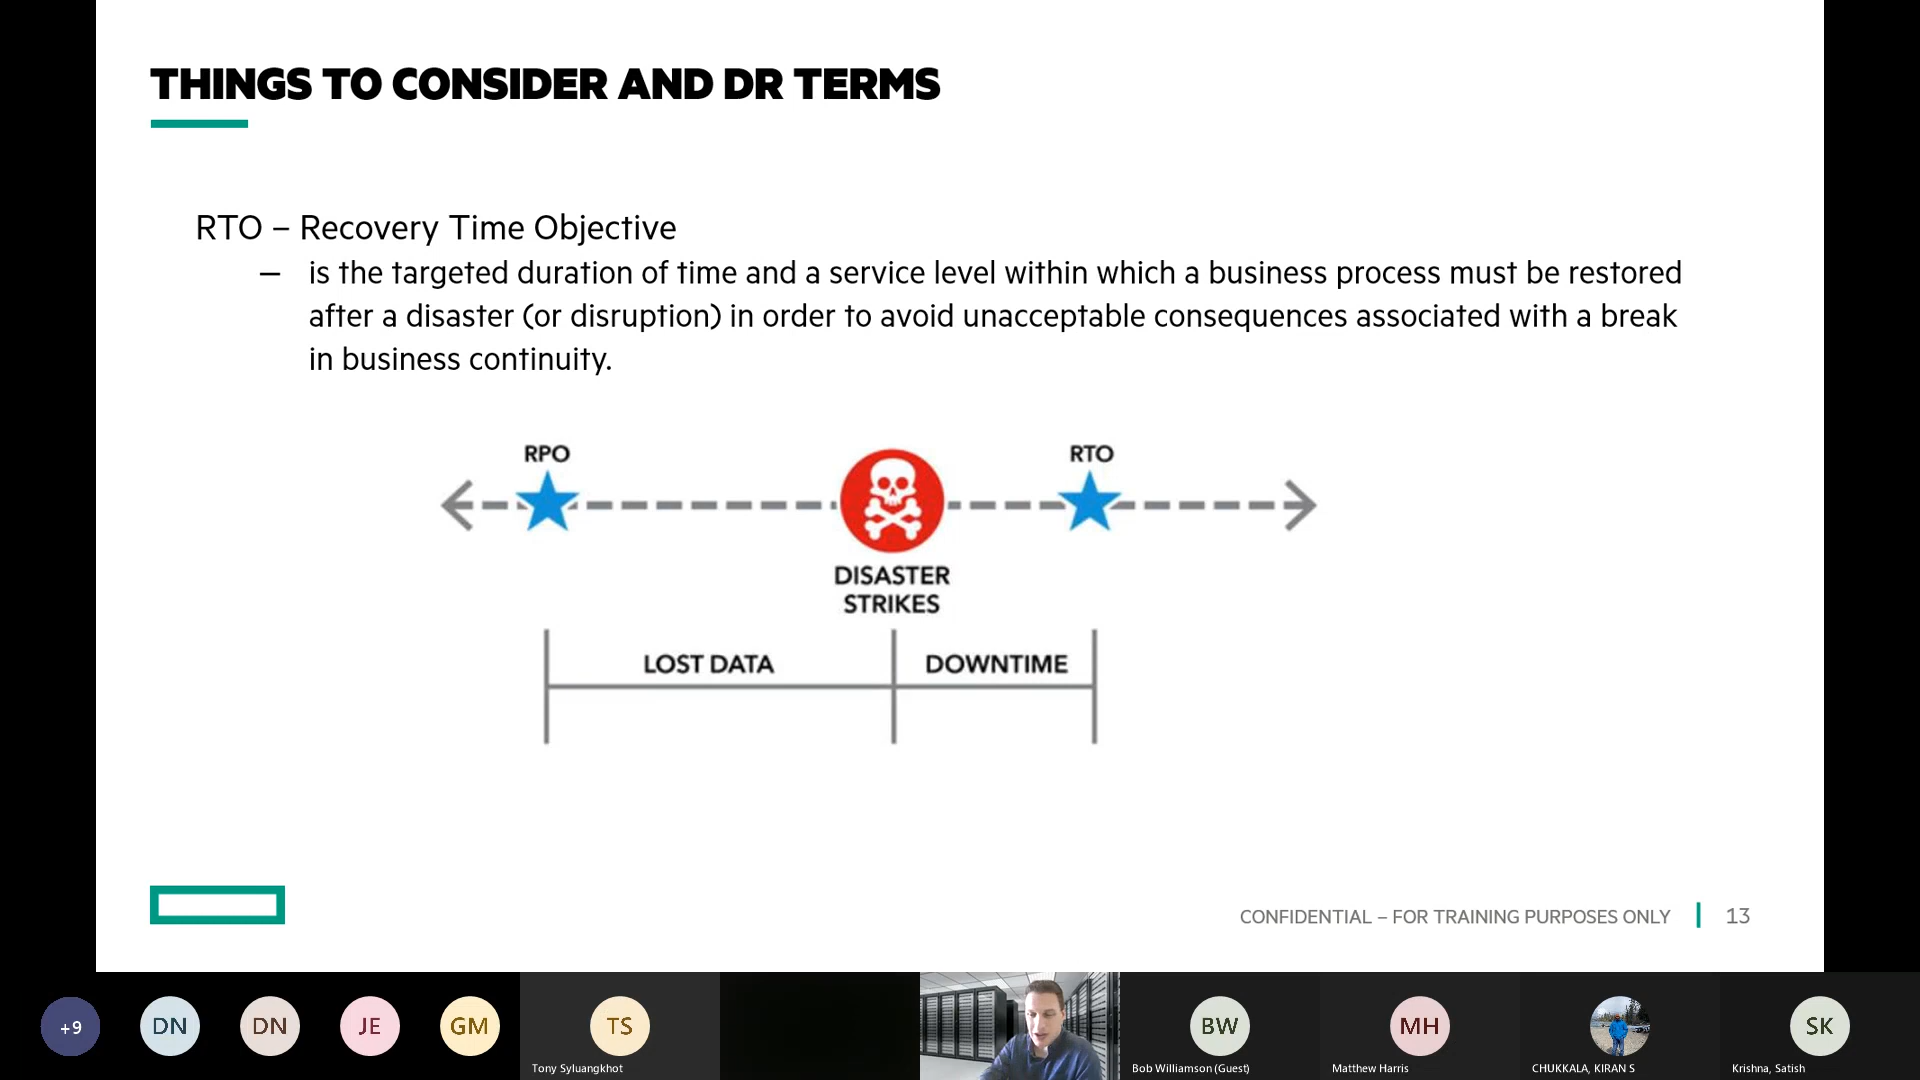 THINGS TO CONSIDER AND DR TERMS
RTO – Recovery Time Objective
– is the targeted duration of time and a service level within which a business process must be restored
after a disaster (or disruption) in order to avoid unacceptable consequences associated with a break
in business continuity.
RPO
RTO
DISASTER
STRIKES
LOST DATA
DOWNTIME
CONFIDENTIAL – FOR TRAINING PURPOSES ONLY
13
+9
DN
DN
JE
GM
TS
Tony Syluangkhot
BW
Bob Williamson (Guest)
MH
Matthew Harris
CHUKKALA, KIRAN S
SK
Krishna, Satish